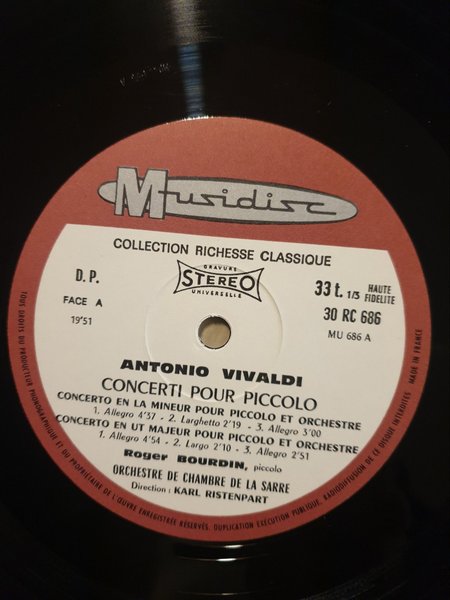 Musidisc
COLLECTION RICHESSE CLASSIQUE
D.P.
GRAVURE
STEREO
UNIVERSELLE
33 t. 1/3 HAUTE FIDELITE
FACE A
30 RC 686
19'51
MU 686 A
ANTONIO VIVALDI
CONCERTI POUR PICCOLO
CONCERTO EN LA MINEUR POUR PICCOLO ET ORCHESTRE
1. Allegro 4'37 - 2. Larghetto 2'19 - 3. Allegro 3'00
CONCERTO EN UT MAJEUR POUR PICCOLO ET ORCHESTRE
1. Allegro 4'54 - 2. Largo 2'10 - 3. Allegro 2'51
Roger BOURDIN, piccolo
ORCHESTRE DE CHAMBRE DE LA SARRE
Direction : KARL RISTENPART
TOUS DROITS DU PRODUCTEUR PHONOGRAPHIQUE ET DU PROPRIÉTAIRE DE L'ŒUVRE ENREGISTRÉE RÉSERVÉS. DUPLICATION EXÉCUTION PUBLIQUE, RADIODIFFUSION DE CE DISQUE INTERDITES
MADE IN FRANCE